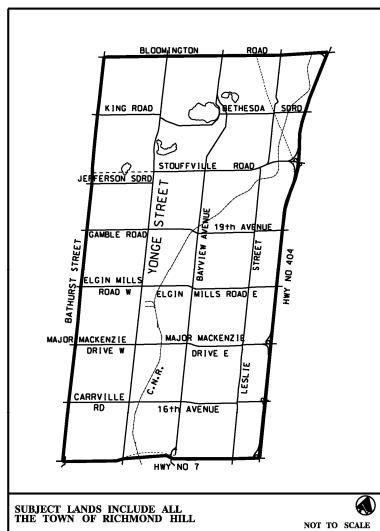 BLOOMINGTON ROAD
KING ROAD
BETHESDA SDRD
STOUFFVILLE ROAD
JEFFERSON SDRD
YONGE STREET
BAYVIEW AVENUE
19th AVENUE
GAMBLE ROAD
STREET
LESLIE
BATHURST STREET
HWY NO 404
ELGIN MILLS
ROAD W
ELGIN MILLS ROAD E
MAJOR MACKENZIE
DRIVE W
MAJOR MACKENZIE
DRIVE E
C.N.R.
CARRVILLE
RD
16th AVENUE
HWY NO 7
SUBJECT LANDS INCLUDE ALL
THE TOWN OF RICHMOND HILL
NOT TO SCALE